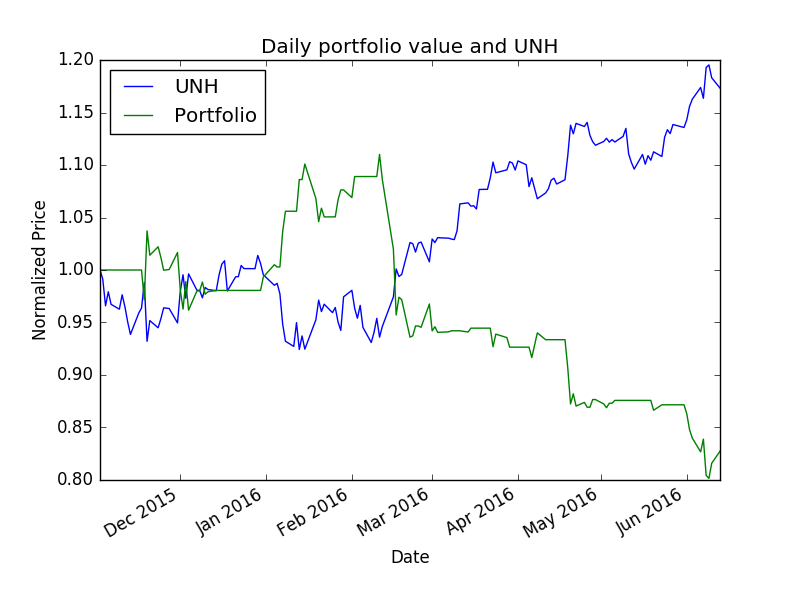 Daily portfolio value and UNH
UNH
Portfolio
1.20
1.15
1.10
1.05
1.00
0.95
0.90
0.85
0.80
Normalized Price
Dec 2015
Jan 2016
Feb 2016
Mar 2016
Apr 2016
May 2016
Jun 2016
Date